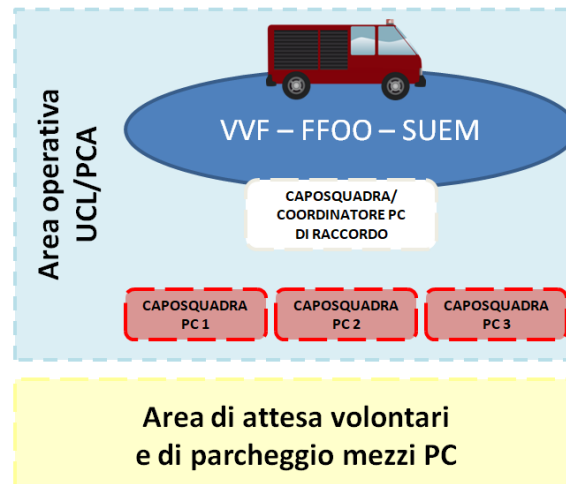 Area operativa
UCL/PCA
VVF – FFOO – SUEM
CAPOSQUADRA/
COORDINATORE PC
DI RACCORDO
CAPOSQUADRA
PC 1
CAPOSQUADRA
PC 2
CAPOSQUADRA
PC 3
Area di attesa volontari
e di parcheggio mezzi PC